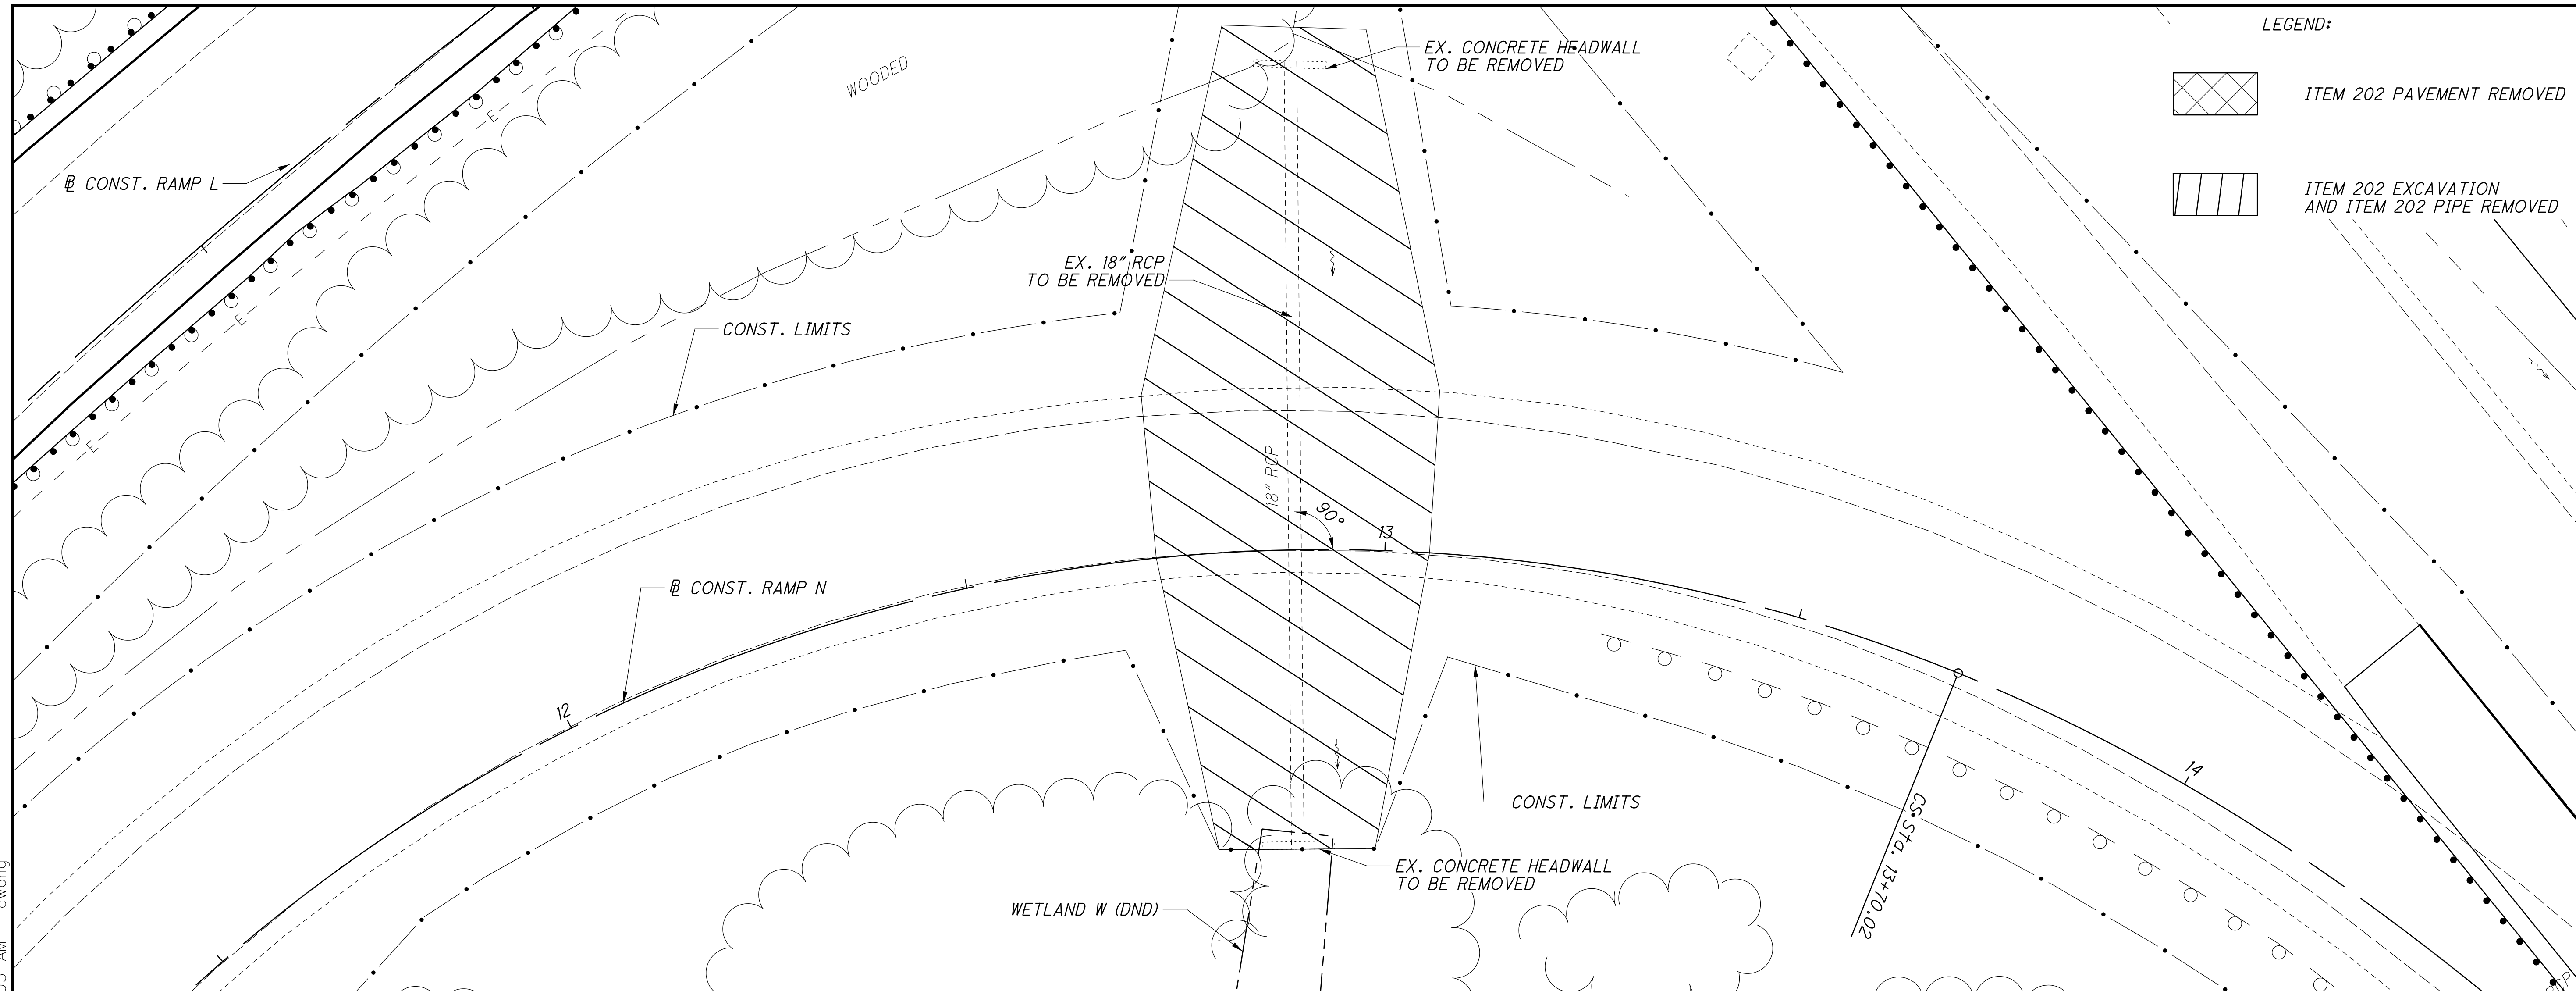 LEGEND:
ITEM 202 PAVEMENT REMOVED
ITEM 202 EXCAVATION
AND ITEM 202 PIPE REMOVED
EX. CONCRETE HEADWALL
TO BE REMOVED
WOODED
℄ CONST. RAMP L
E
E
E
EX. 18" RCP
TO BE REMOVED
CONST. LIMITS
18" RCP
90°
13
℄ CONST. RAMP N
12
14
CONST. LIMITS
CS Sta. 13+70.02
EX. CONCRETE HEADWALL
TO BE REMOVED
WETLAND W (DND)
AM cwong